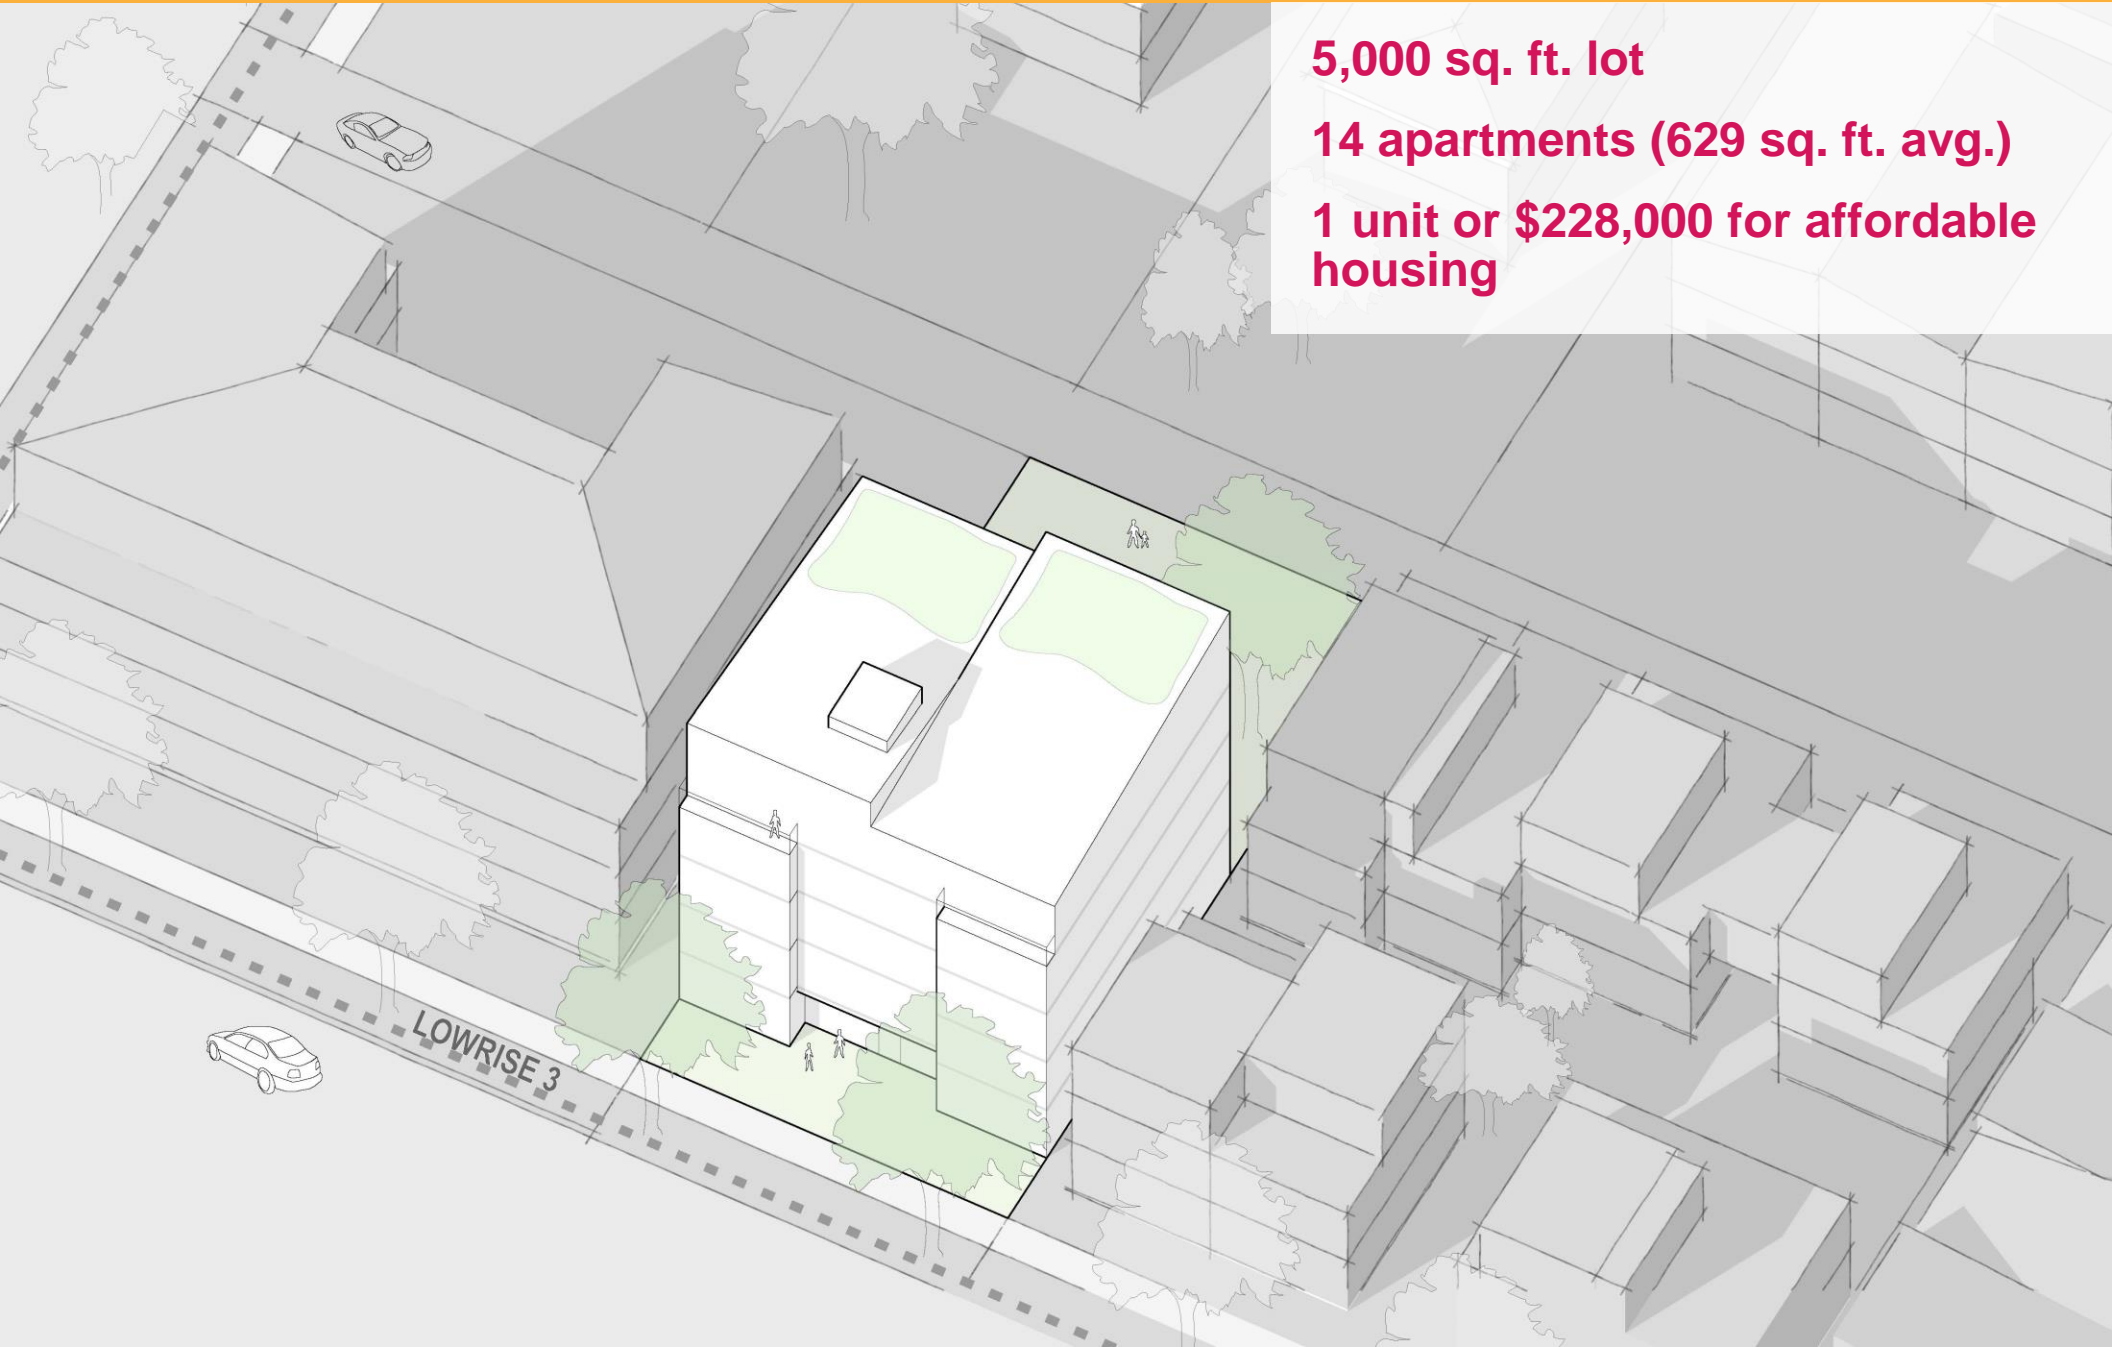 5,000 sq. ft. lot
14 apartments (629 sq. ft. avg.)
1 unit or $228,000 for affordable
housing
LOWRISE 3